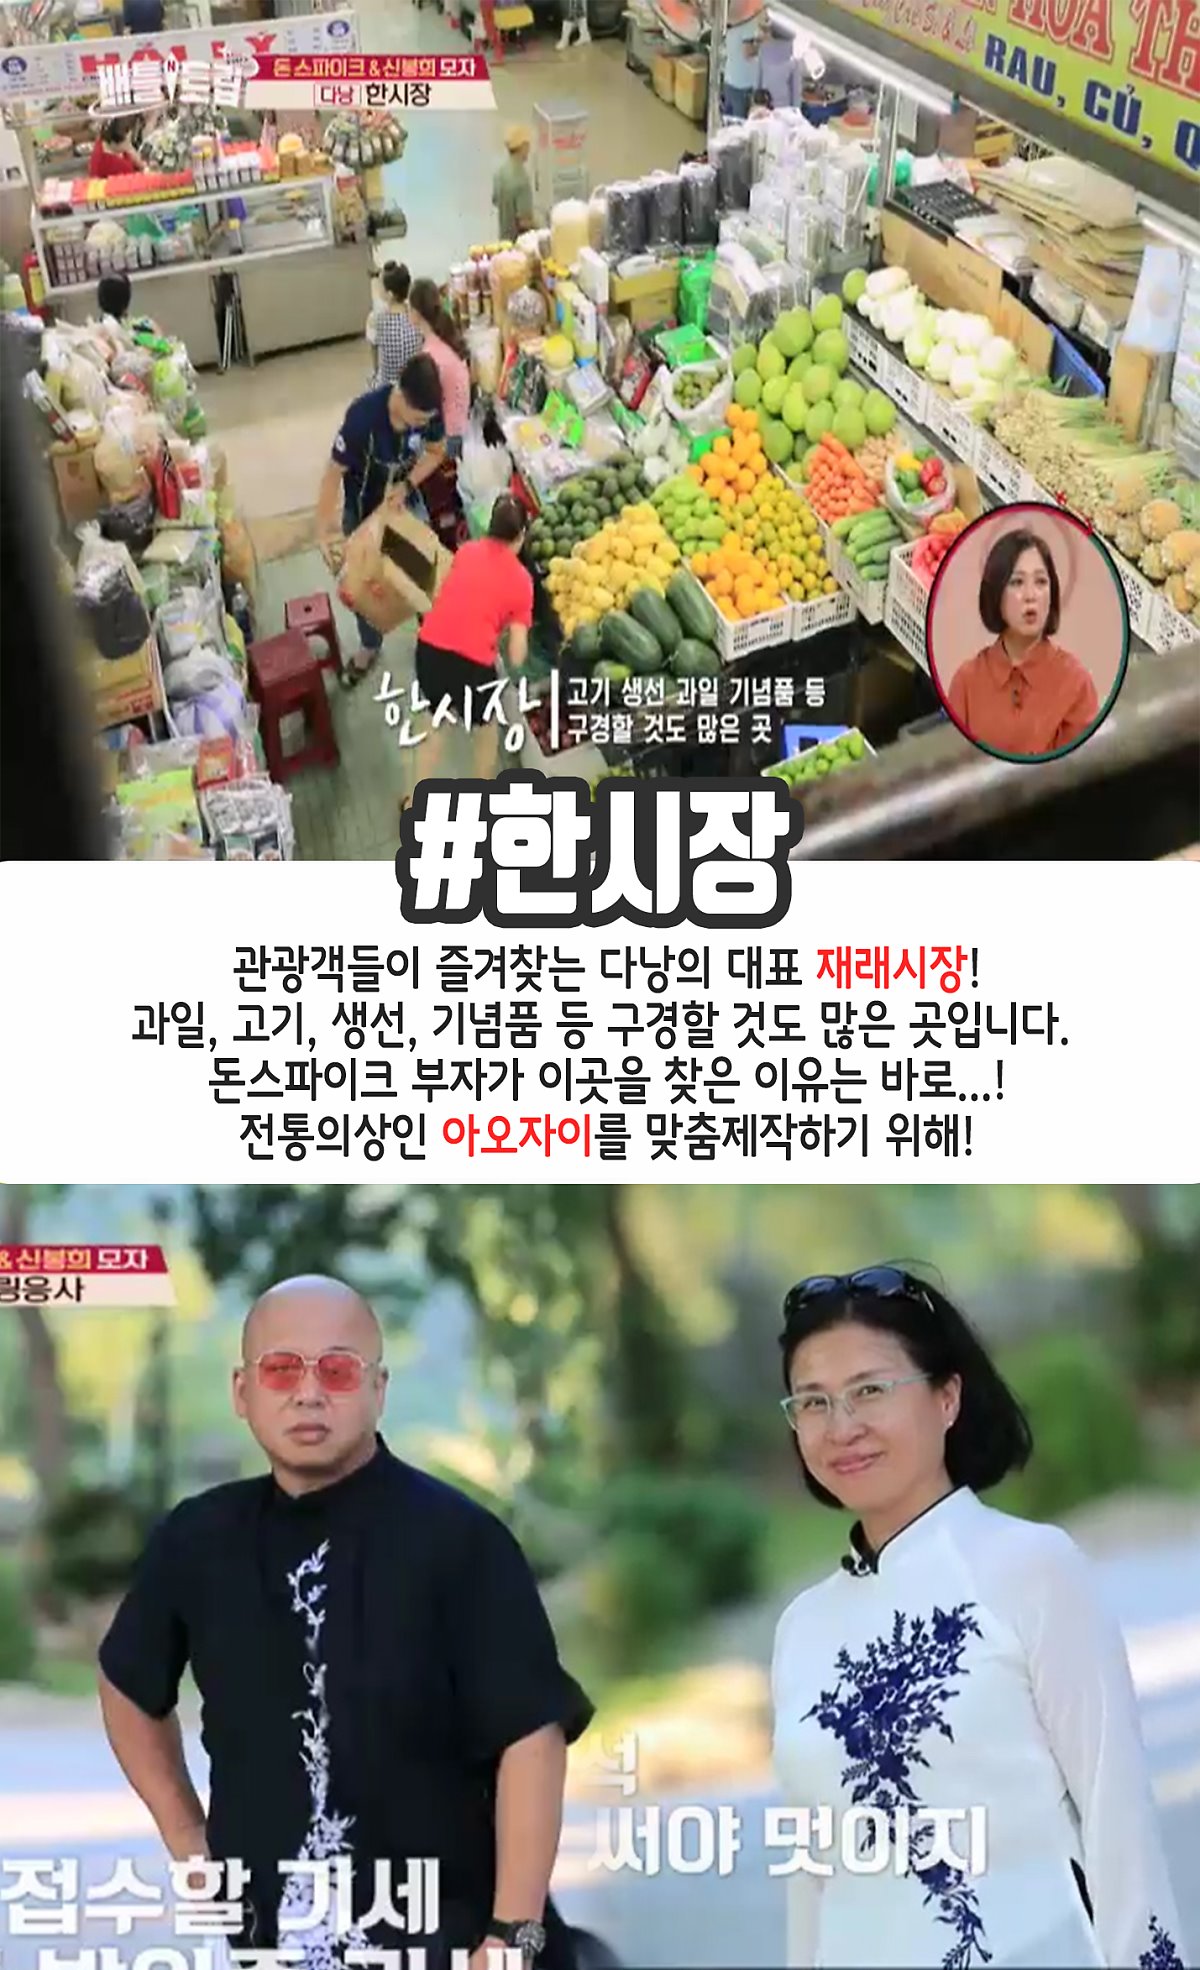 배틀트립
돈스파이크&신봉희 모자
다낭 한시장
RAU, CỦ, Q
한시장
고기 생선 과일 기념품 등
구경할 것도 많은 곳
#한시장
관광객들이 즐겨찾는 다낭의 대표 재래시장!
과일, 고기, 생선, 기념품 등 구경할 것도 많은 곳입니다.
돈스파이크 부자가 이곳을 찾은 이유는 바로...!
전통의상인 아오자이를 맞춤제작하기 위해!
&신봉희 모자
링응사
써야 멋이지
접수할 기세